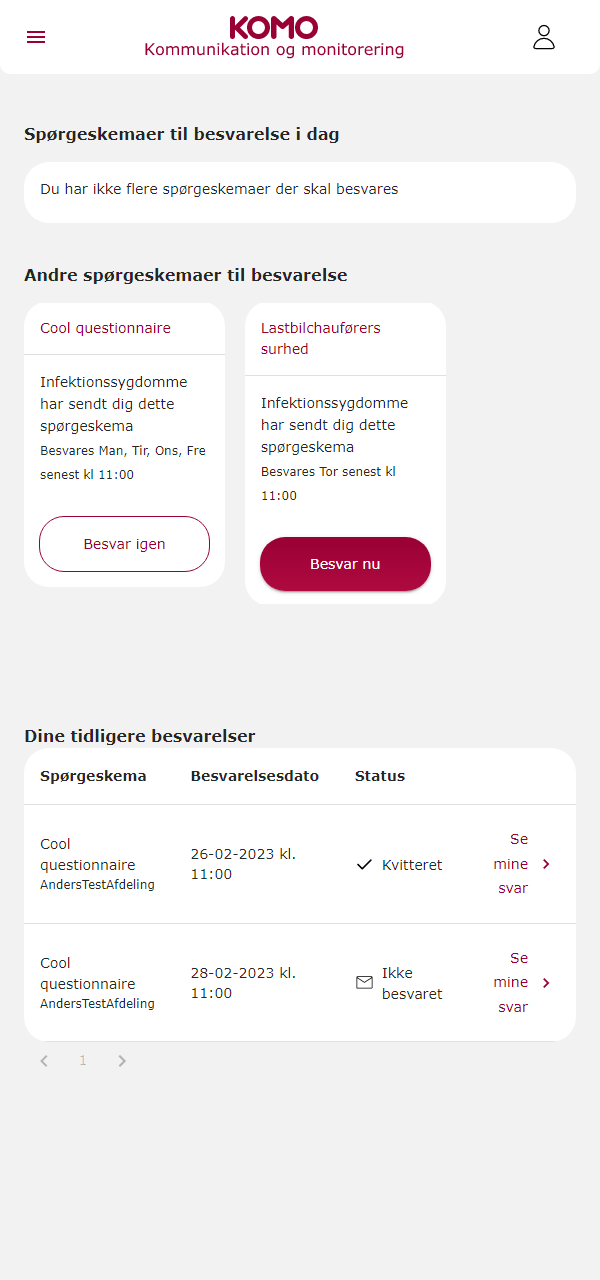 KOMO
Kommunikation og monitorering
Spørgeskemaer til besvarelse i dag
Du har ikke flere spørgeskemaer der skal besvares
Andre spørgeskemaer til besvarelse
Cool questionnaire
Infektionssygdomme
har sendt dig dette
spørgeskema
Besvares Man, Tir, Ons, Fre
senest kl 11:00
Besvar igen
Lastbilchauførers
surhed
Infektionssygdomme
har sendt dig dette
spørgeskema
Besvares Tor senest kl
11:00
Besvar nu
Dine tidligere besvarelser
Spørgeskema Besvarelsesdato Status
Cool
questionnaire
AndersTestAfdeling
26-02-2023 kl.
11:00
Kvitteret
Se
mine
svar
Cool
questionnaire
AndersTestAfdeling
28-02-2023 kl.
11:00
Ikke
besvaret
Se
mine
svar
1